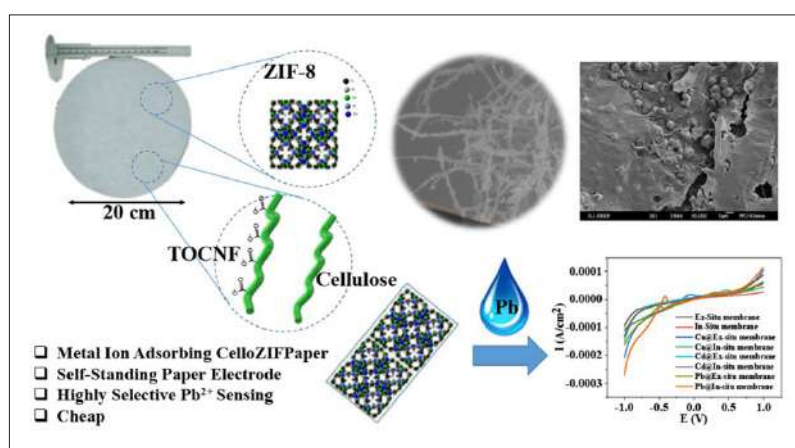 ZIF-8
20 cm
TOCNF
Cellulose
Pb
Metal Ion Adsorbing CelloZIFPaper
Self-Standing Paper Electrode
Highly Selective Pb²⁺ Sensing
Cheap
0.0001
0.0000
-0.0001
-0.0002
-0.0003
I (A/cm²)
Ex-Situ membrane
In-Situ membrane
Cu@Ex-situ membrane
Cu@In-situ membrane
Cd@Ex-situ membrane
Cd@In-situ membrane
Pb@Ex-situ membrane
Pb@In-situ membrane
-1.0 -0.5 0.0 0.5 1.0
E (V)